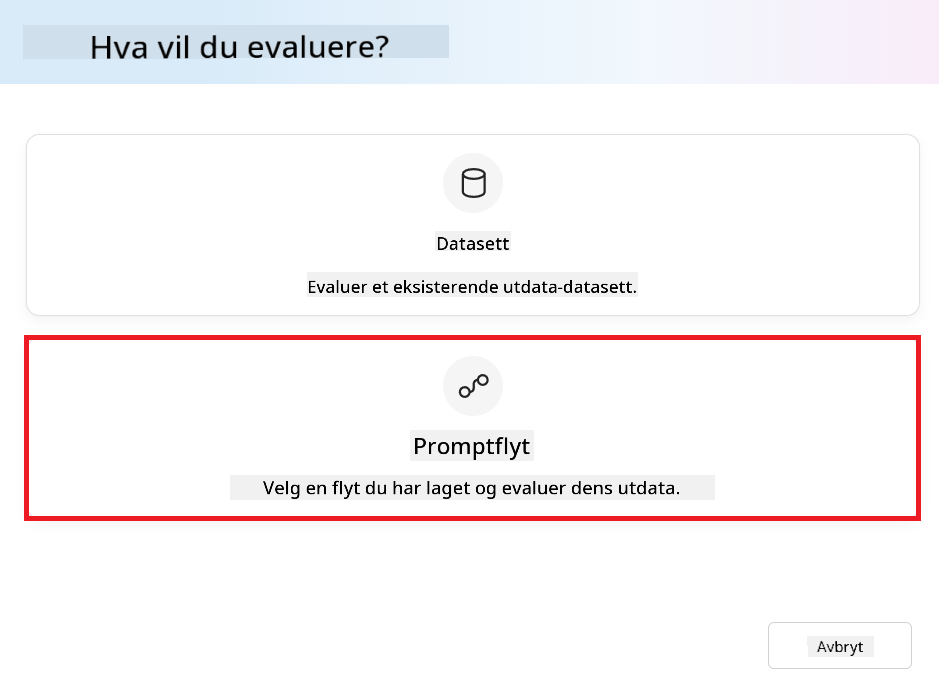 Hva vil du evaluere?
Datasett
Evaluer et eksisterende utdata-datasett.
Promptflyt
Velg en flyt du har laget og evaluer dens utdata.
Avbryt